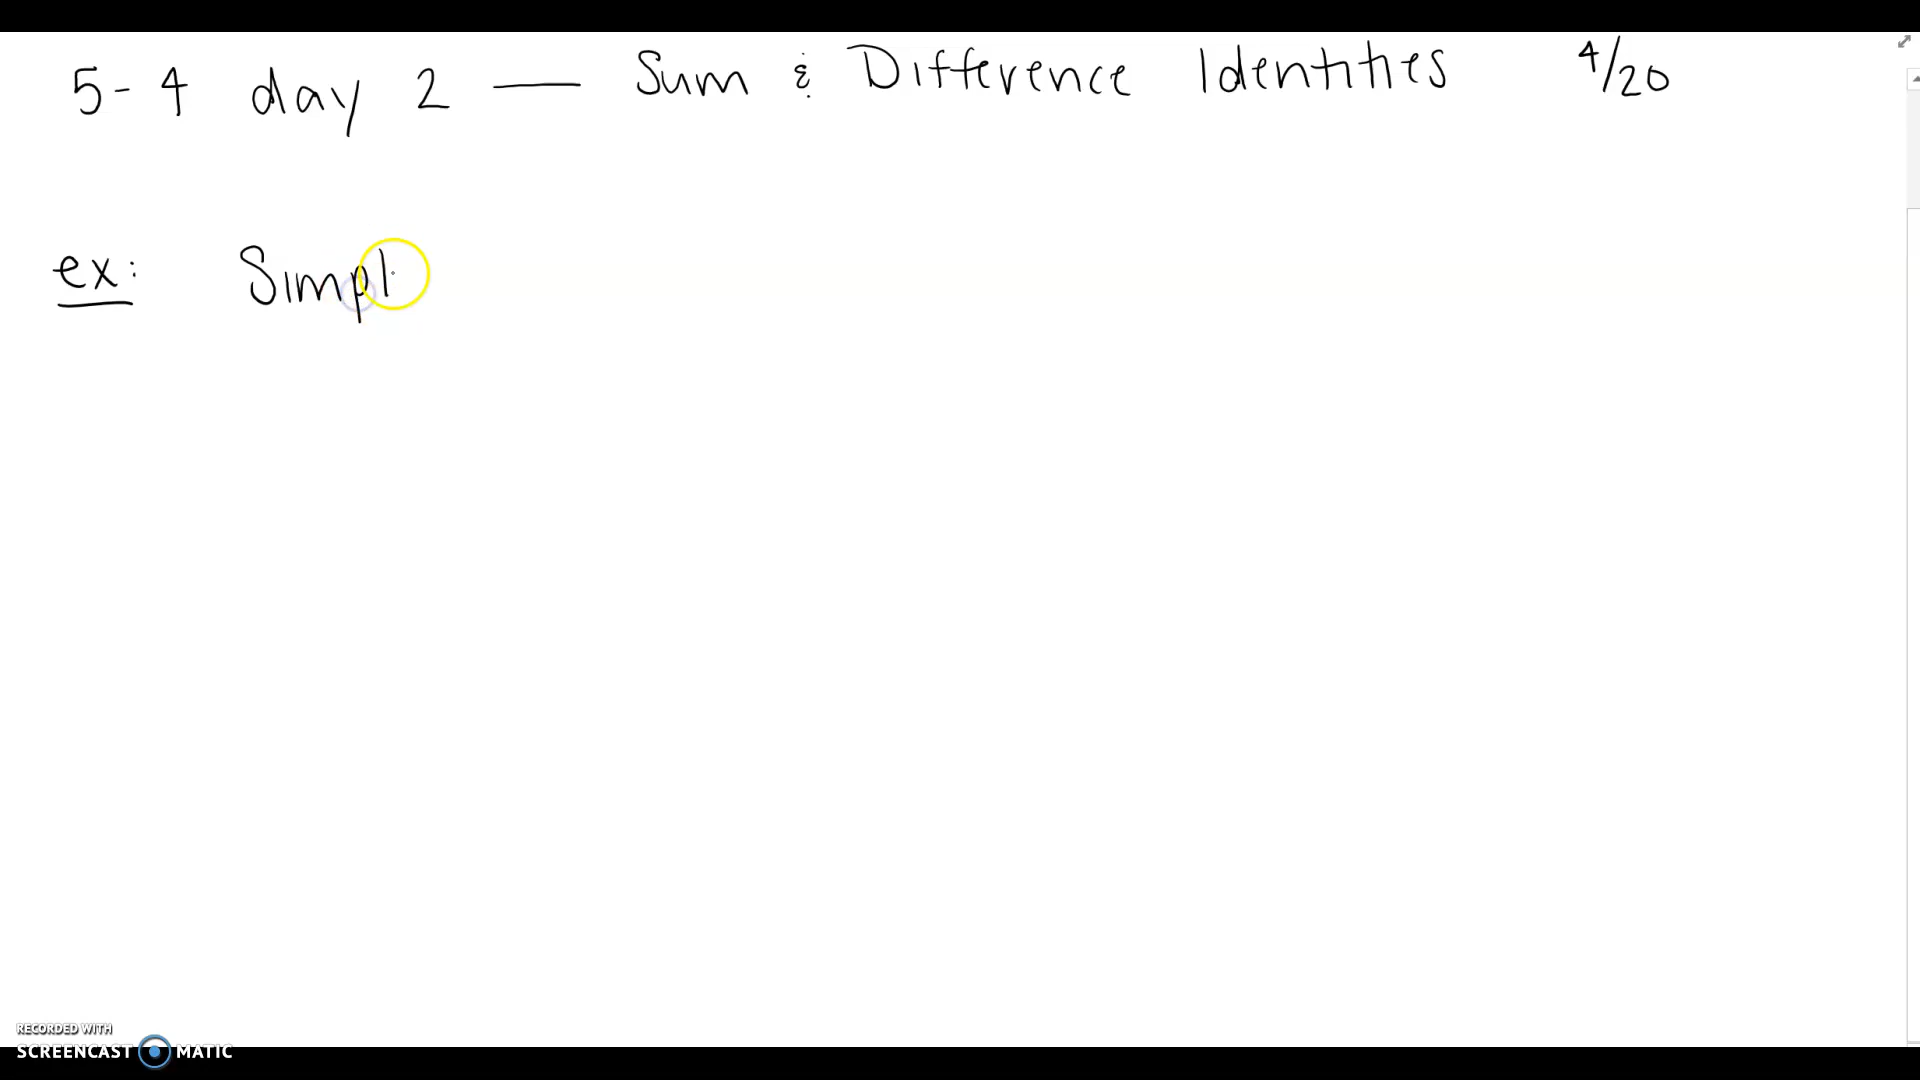 5-4 day 2 — Sum & Difference Identities 4/20
ex: Simpl
RECORDED WITH
SCREENCAST MATIC